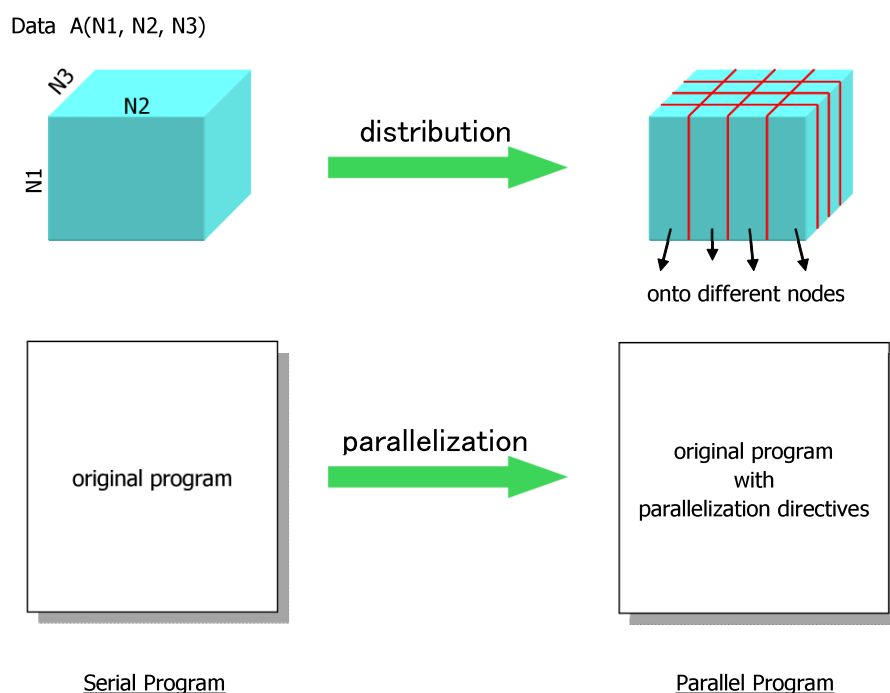 Data A(N1, N2, N3)
N3
N2
N1
distribution
onto different nodes
original program
parallelization
original program
with
parallelization directives
Serial Program
Parallel Program